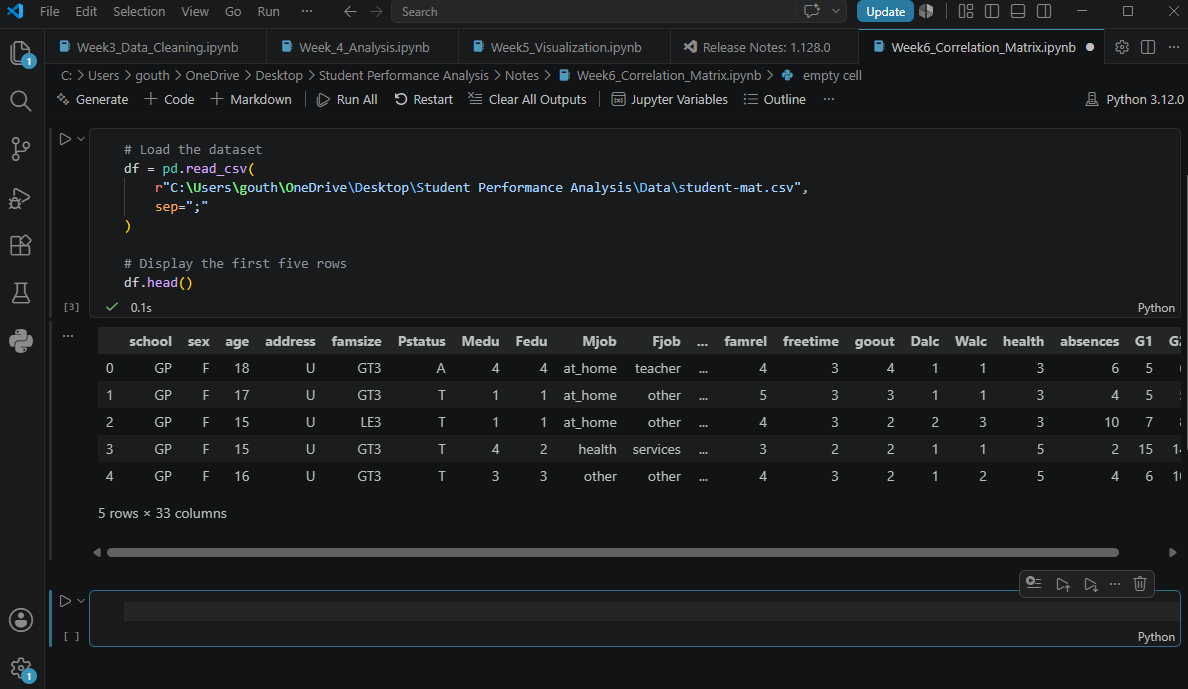 File Edit Selection View Go Run ··· Search Update
Week3_Data_Cleaning.ipynb Week_4_Analysis.ipynb Week5_Visualization.ipynb Release Notes: 1.128.0 Week6_Correlation_Matrix.ipynb ···
C: > Users > gouth > OneDrive > Desktop > Student Performance Analysis > Notes > Week6_Correlation_Matrix.ipynb > empty cell
Generate + Code + Markdown Run All Restart Clear All Outputs Jupyter Variables Outline ··· Python 3.12.0
# Load the dataset
df = pd.read_csv(
r"C:\Users\gouth\OneDrive\Desktop\Student Performance Analysis\Data\student-mat.csv",
sep=";"
)
# Display the first five rows
df.head()
[3] 0.1s Python
school sex age address famsize Pstatus Medu Fedu Mjob Fjob ... famrel freetime goout Dalc Walc health absences G1
0 GP F 18 U GT3 A 4 4 at_home teacher ... 4 3 4 1 1 3 6 5
1 GP F 17 U GT3 T 1 1 at_home other ... 5 3 3 1 1 3 4 5
2 GP F 15 U LE3 T 1 1 at_home other ... 4 3 2 2 3 3 10 7
3 GP F 15 U GT3 T 4 2 health services ... 3 2 2 1 1 5 2 15
4 GP F 16 U GT3 T 3 3 other other ... 4 3 2 1 2 5 4 6
5 rows × 33 columns
[ ] Python
1
1